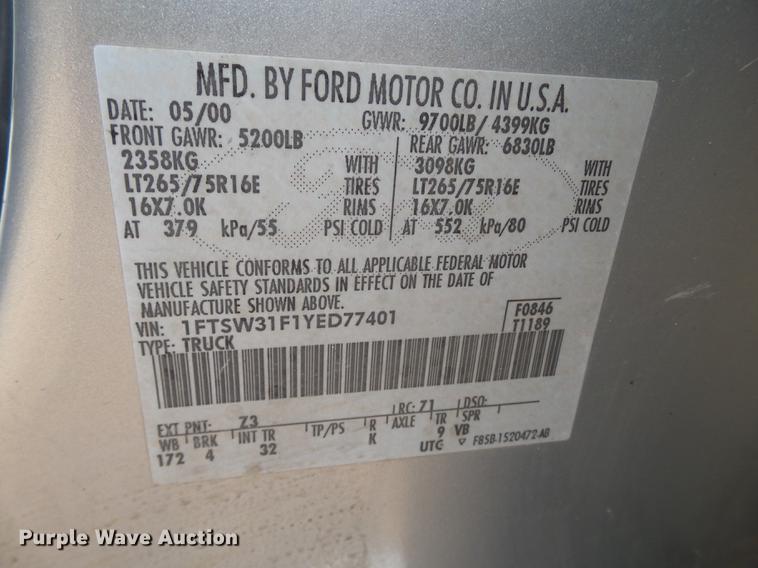 MFD. BY FORD MOTOR CO. IN U.S.A.
DATE: 05/00 GVWR: 9700LB/ 4399KG
FRONT GAWR: 5200LB REAR GAWR: 6830LB
2358KG WITH 3098KG WITH
LT265/75R16E TIRES LT265/75R16E TIRES
16X7.0K RIMS 16X7.0K RIMS
AT 379 kPa/55 PSI COLD AT 552 kPa/80 PSI COLD
THIS VEHICLE CONFORMS TO ALL APPLICABLE FEDERAL MOTOR
VEHICLE SAFETY STANDARDS IN EFFECT ON THE DATE OF
MANUFACTURE SHOWN ABOVE.
VIN: 1FTSW31F1YED77401 F0846
TYPE: TRUCK T1189
EXT PNT: Z3 RC: 71 DSO:
WB BRK INT TR TP/PS R AXLE TR SPR
172 4 32 K 9 VB
UTC ▽ F85B-1520472-AB
Purple Wave Auction